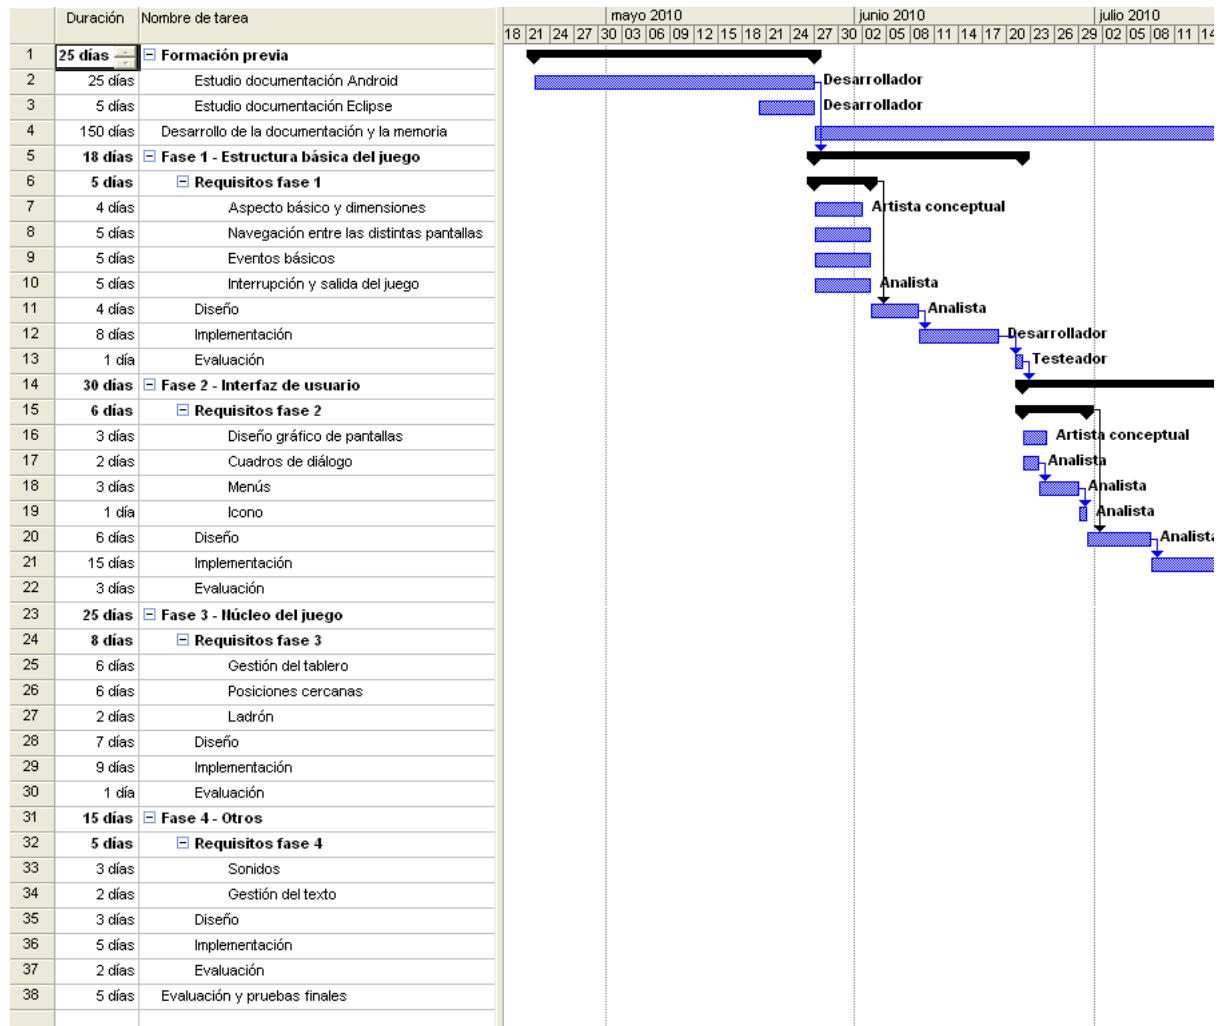 Duración Nombre de tarea mayo 2010 junio 2010 julio 2010
18 21 24 27 30 03 06 09 12 15 18 21 24 27 30 02 05 08 11 14 17 20 23 26 29 02 05 08 11 14
1 25 días Formación previa
2 25 días Estudio documentación Android Desarrollador
3 5 días Estudio documentación Eclipse Desarrollador
4 150 días Desarrollo de la documentación y la memoria
5 18 días Fase 1 - Estructura básica del juego
6 5 días Requisitos fase 1
7 4 días Aspecto básico y dimensiones Artista conceptual
8 5 días Navegación entre las distintas pantallas
9 5 días Eventos básicos
10 5 días Interrupción y salida del juego Analista
11 4 días Diseño Analista
12 8 días Implementación Desarrollador
13 1 día Evaluación Testeador
14 30 días Fase 2 - Interfaz de usuario
15 6 días Requisitos fase 2
16 3 días Diseño gráfico de pantallas Artista conceptual
17 2 días Cuadros de diálogo Analista
18 3 días Menús Analista
19 1 día Icono Analista
20 6 días Diseño Analista
21 15 días Implementación
22 3 días Evaluación
23 25 días Fase 3 - Núcleo del juego
24 8 días Requisitos fase 3
25 6 días Gestión del tablero
26 6 días Posiciones cercanas
27 2 días Ladrón
28 7 días Diseño
29 9 días Implementación
30 1 día Evaluación
31 15 días Fase 4 - Otros
32 5 días Requisitos fase 4
33 3 días Sonidos
34 2 días Gestión del texto
35 3 días Diseño
36 5 días Implementación
37 2 días Evaluación
38 5 días Evaluación y pruebas finales